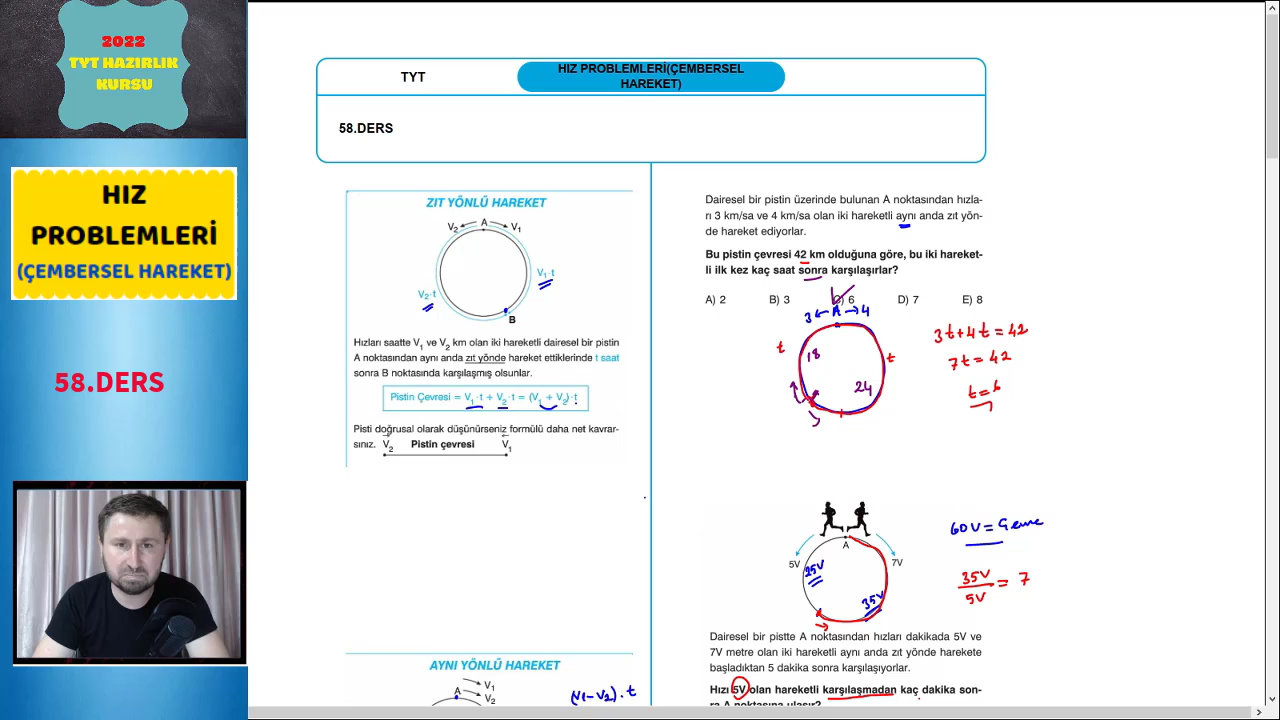 2022
TYT HAZIRLIK
KURSU
HIZ
PROBLEMLERİ
(ÇEMBERSEL HAREKET)
58.DERS
TYT
HIZ PROBLEMLERİ(ÇEMBERSEL
HAREKET)
58.DERS
ZIT YÖNLÜ HAREKET
V₂ A V₁
V₁·t
V₂·t
B
Hızları saatte V₁ ve V₂ km olan iki hareketli dairesel bir pistin
A noktasından aynı anda zıt yönde hareket ettiklerinde t saat
sonra B noktasında karşılaşmış olsunlar.
Pistin Çevresi = V₁·t + V₂·t = (V₁ + V₂)·t
Pisti doğrusal olarak düşünürseniz formülü daha net kavrar-
sınız. V₂ Pistin çevresi V₁
AYNI YÖNLÜ HAREKET
A V₁
V₂
(V₁-V₂).t
Dairesel bir pistin üzerinde bulunan A noktasından hızla-
rı 3 km/sa ve 4 km/sa olan iki hareketli aynı anda zıt yön-
de hareket ediyorlar.
Bu pistin çevresi 42 km olduğuna göre, bu iki hareket-
li ilk kez kaç saat sonra karşılaşırlar?
A) 2 B) 3 C) 6 D) 7 E) 8
3 ← A → 4
t 18 t
24
3t+4t=42
7t=42
t=6
A
5V 7V
25V
35V
60V = Çevre
35V/5V = 7
Dairesel bir pistte A noktasından hızları dakikada 5V ve
7V metre olan iki hareketli aynı anda zıt yönde harekete
başladıktan 5 dakika sonra karşılaşıyorlar.
Hızı 5V olan hareketli karşılaşmadan kaç dakika son-
ra A noktasına ulaşır?